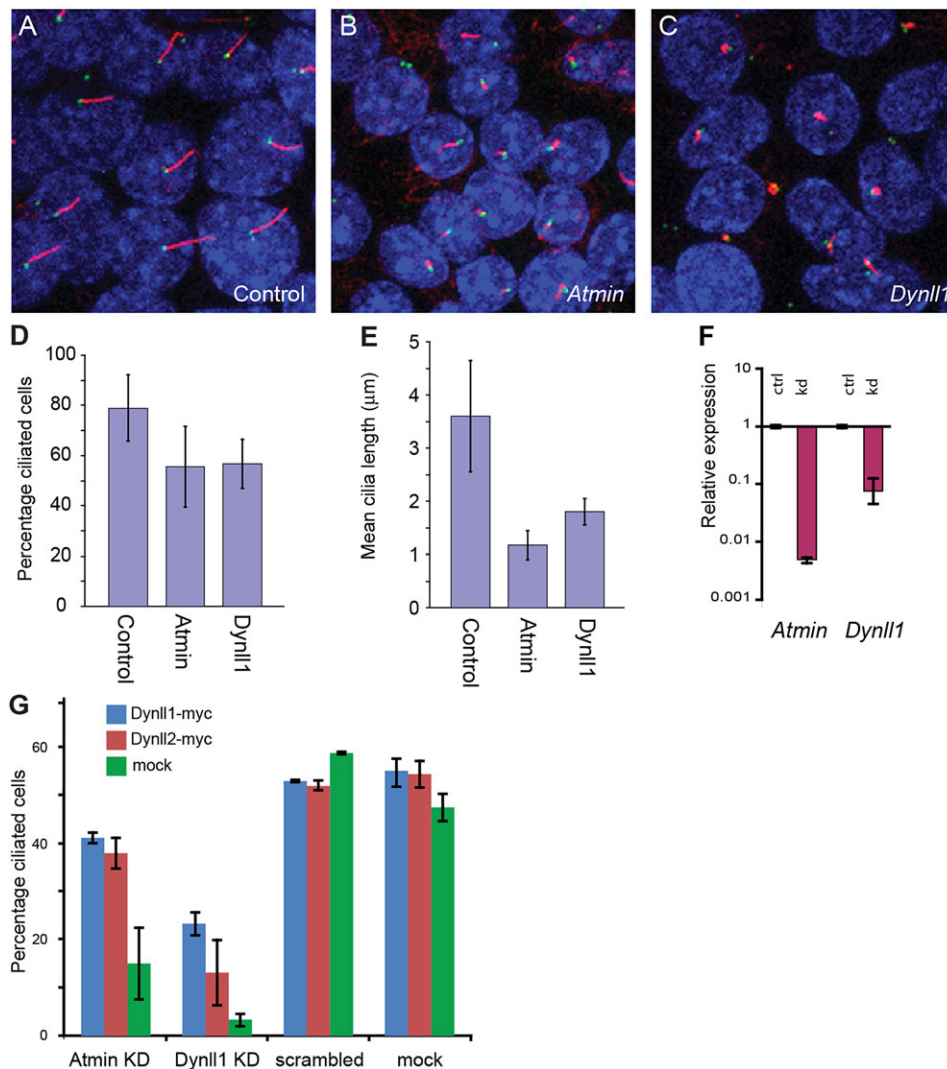 A
B
C
Control
Atmin
Dynll1
D
E
F
Percentage ciliated cells
100
80
60
40
20
0
Control
Atmin
Dynll1
Mean cilia length (μm)
5
4
3
2
1
0
Control
Atmin
Dynll1
Relative expression
ctrl
kd
ctrl
kd
10
1
0.1
0.01
0.001
Atmin
Dynll1
G
Percentage ciliated cells
Dynll1-myc
Dynll2-myc
mock
60
40
20
0
Atmin KD
Dynll1 KD
scrambled
mock